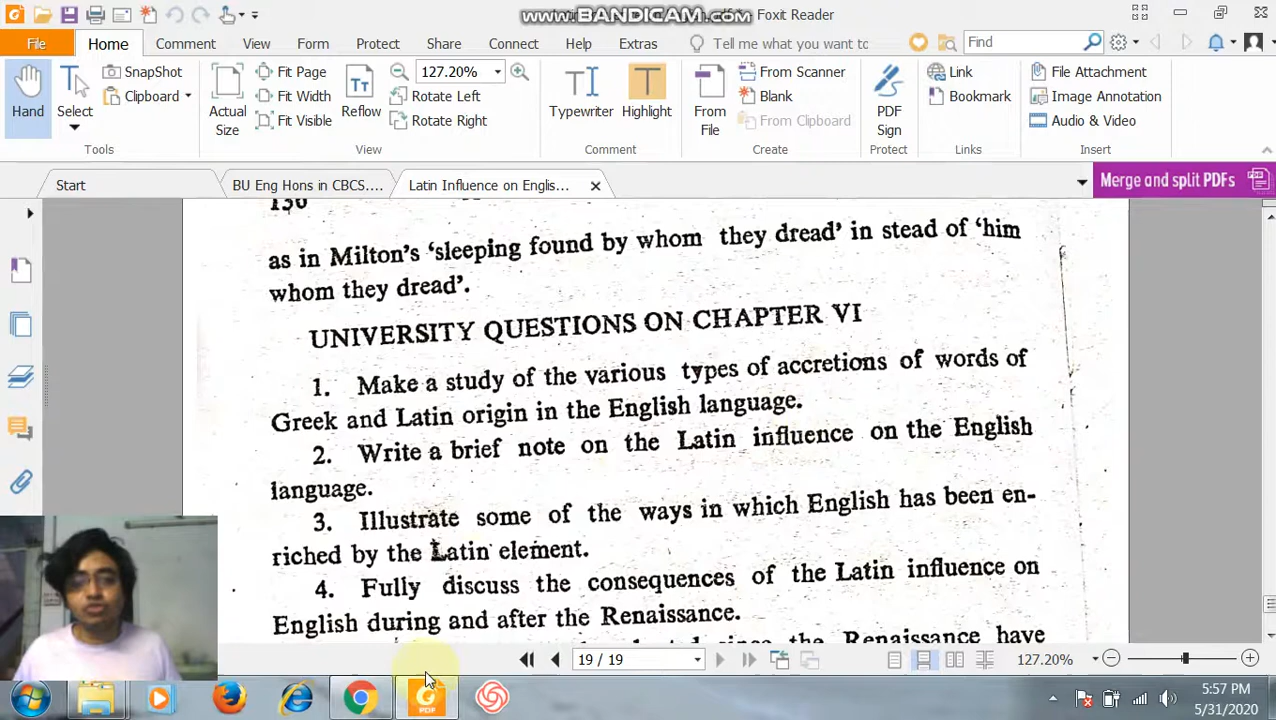 www.BANDICAM.com
Foxit Reader
File Home Comment View Form Protect Share Connect Help Extras Tell me what you want to Find
Hand
Select
SnapShot
Clipboard
Actual Size
Fit Page
Fit Width
Fit Visible
Reflow
127.20%
Rotate Left
Rotate Right
Typewriter
Highlight
From File
From Scanner
Blank
From Clipboard
PDF Sign
Link
Bookmark
File Attachment
Image Annotation
Audio & Video
Tools View Comment Create Protect Links Insert
Start BU Eng Hons in CBCS.... Latin Influence on Englis... Merge and split PDFs
as in Milton's 'sleeping found by whom they dread' in stead of 'him
whom they dread'.
UNIVERSITY QUESTIONS ON CHAPTER VI
1. Make a study of the various types of accretions of words of
Greek and Latin origin in the English language.
2. Write a brief note on the Latin influence on the English
language.
3. Illustrate some of the ways in which English has been en-
riched by the Latin element.
4. Fully discuss the consequences of the Latin influence on
English during and after the Renaissance.
since the Renaissance have
19 / 19 127.20%
PDF
5:57 PM
5/31/2020